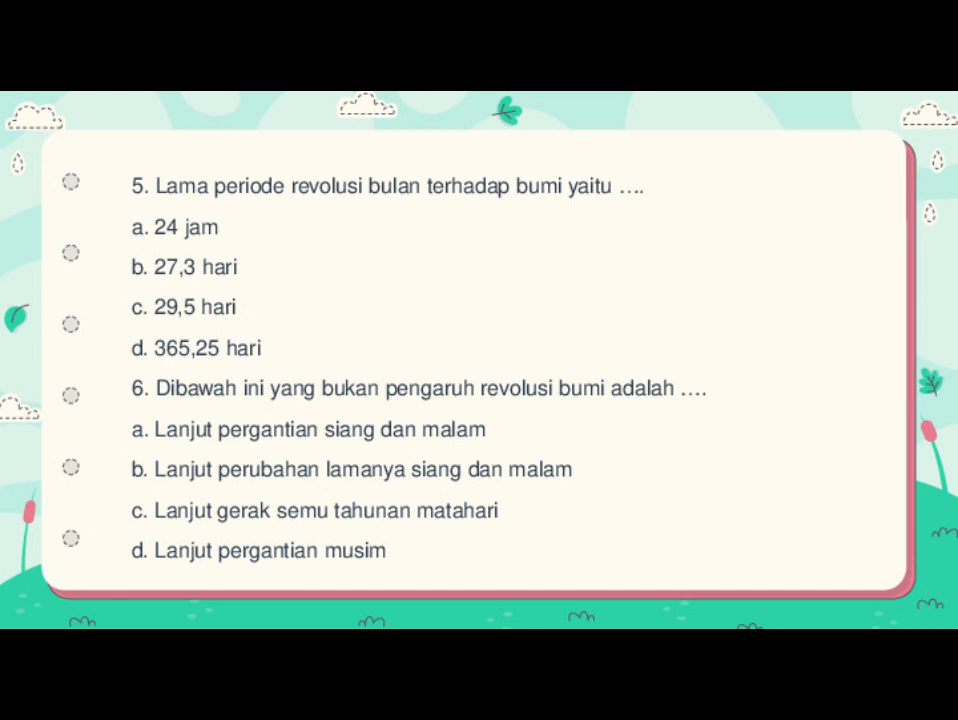 5. Lama periode revolusi bulan terhadap bumi yaitu ….
a. 24 jam
b. 27,3 hari
c. 29,5 hari
d. 365,25 hari
6. Dibawah ini yang bukan pengaruh revolusi bumi adalah ….
a. Lanjut pergantian siang dan malam
b. Lanjut perubahan lamanya siang dan malam
c. Lanjut gerak semu tahunan matahari
d. Lanjut pergantian musim